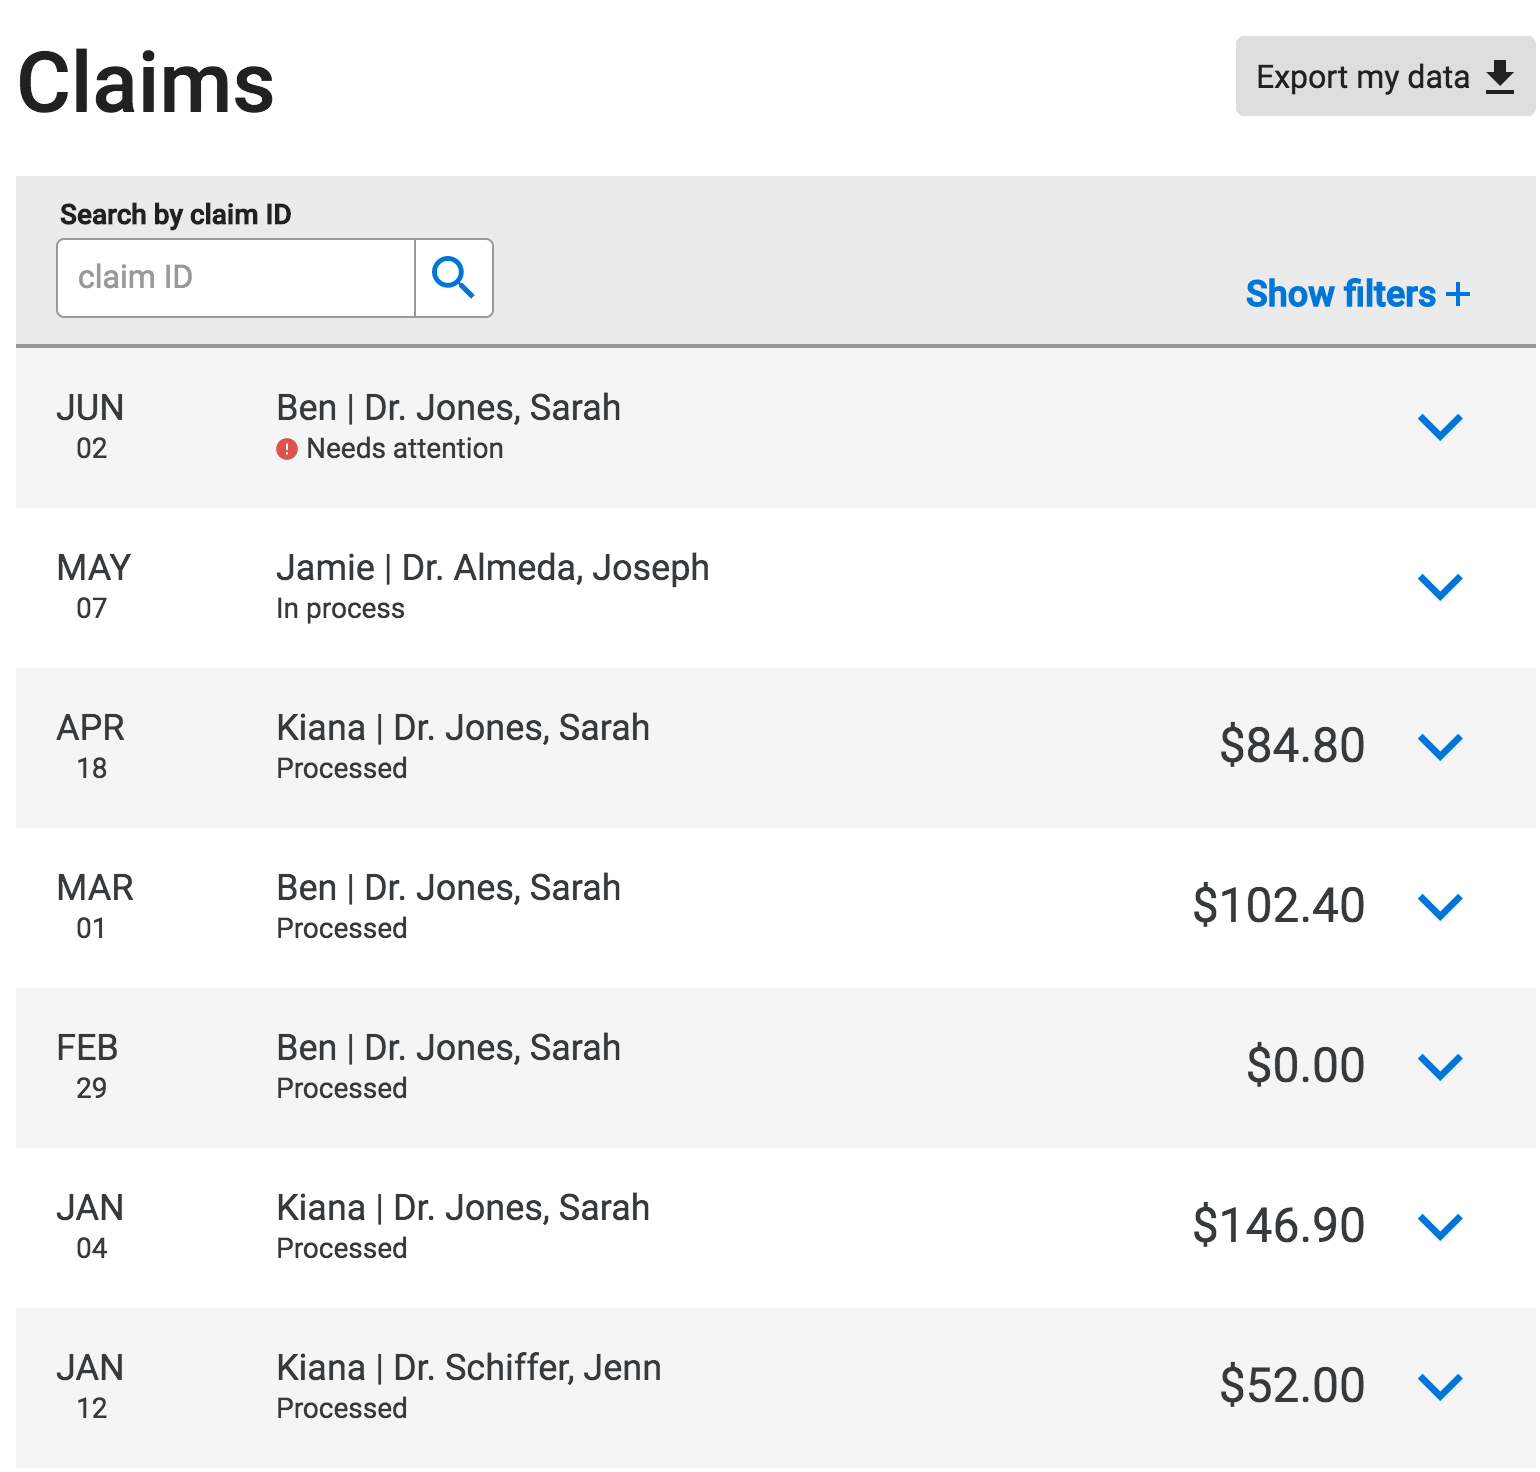 Claims
Export my data
Search by claim ID
claim ID
Show filters +
JUN
02
Ben | Dr. Jones, Sarah
Needs attention
MAY
07
Jamie | Dr. Almeda, Joseph
In process
APR
18
Kiana | Dr. Jones, Sarah
Processed
$84.80
MAR
01
Ben | Dr. Jones, Sarah
Processed
$102.40
FEB
29
Ben | Dr. Jones, Sarah
Processed
$0.00
JAN
04
Kiana | Dr. Jones, Sarah
Processed
$146.90
JAN
12
Kiana | Dr. Schiffer, Jenn
Processed
$52.00